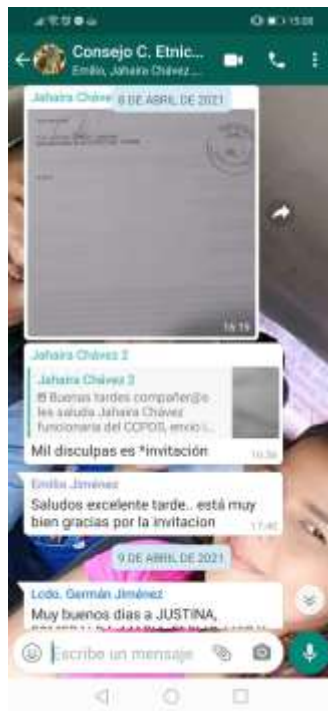 15:08
Consejo C. Etnic...
Emilio, Jahaira Chávez ...
Jahaira Cháve
8 DE ABRIL DE 2021
16:19
Jahaira Chávez 2
Jahaira Chávez 2
Buenas tardes compañer@s
les saluda Jahaira Chávez
funcionaria del CCPDS, envio i...
Mil disculpas es *invitación
16:36
Emilio Jiménez
Saludos excelente tarde.. está muy
bien gracias por la invitacion
17:40
9 DE ABRIL DE 2021
Lcdo. Germán Jiménez
Muy buenos dias a JUSTINA,
Escribe un mensaje